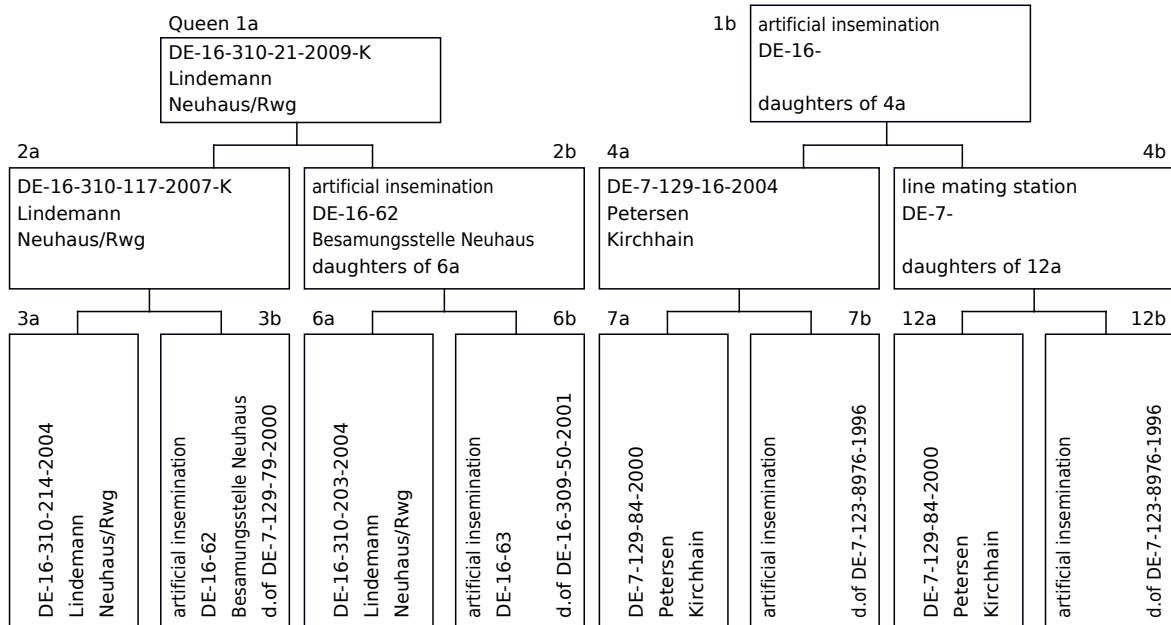 Queen 1a
DE-16-310-21-2009-K
Lindemann
Neuhaus/Rwg
1b
artificial insemination
DE-16-
daughters of 4a
2a
DE-16-310-117-2007-K
Lindemann
Neuhaus/Rwg
2b
artificial insemination
DE-16-62
Besamungsstelle Neuhaus
daughters of 6a
4a
DE-7-129-16-2004
Petersen
Kirchhain
4b
line mating station
DE-7-
daughters of 12a
3a
DE-16-310-214-2004
Lindemann
Neuhaus/Rwg
3b
artificial insemination
DE-16-62
Besamungsstelle Neuhaus
d.of DE-7-129-79-2000
6a
DE-16-310-203-2004
Lindemann
Neuhaus/Rwg
6b
artificial insemination
DE-16-63
d.of DE-16-309-50-2001
7a
DE-7-129-84-2000
Petersen
Kirchhain
7b
artificial insemination
d.of DE-7-123-8976-1996
12a
DE-7-129-84-2000
Petersen
Kirchhain
12b
artificial insemination
d.of DE-7-123-8976-1996